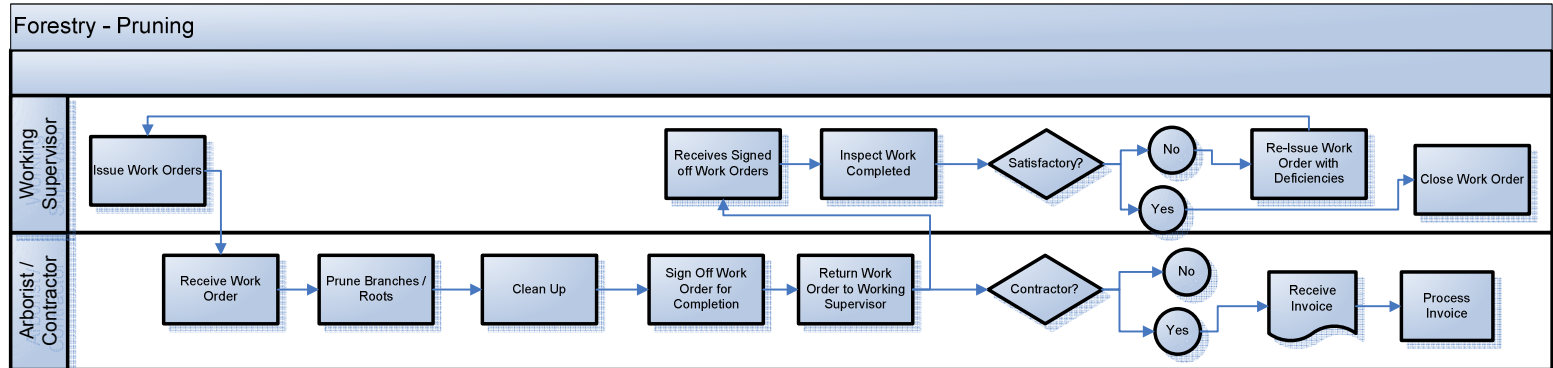 Forestry - Pruning
Working
Supervisor
Issue Work Orders
Receives Signed
off Work Orders
Inspect Work
Completed
Satisfactory?
No
Yes
Re-Issue Work
Order with
Deficiencies
Close Work Order
Arborist /
Contractor
Receive Work
Order
Prune Branches /
Roots
Clean Up
Sign Off Work
Order for
Completion
Return Work
Order to Working
Supervisor
Contractor?
No
Yes
Receive
Invoice
Process
Invoice